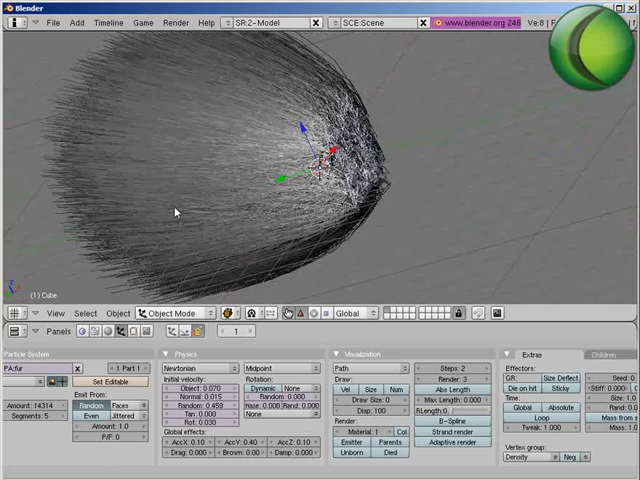 Blender
File Add Timeline Game Render Help SR:2-Model SCE:Scene www.blender.org 246 Ve:8
(1) Cube
View Select Object Object Mode Global
Panels 1
Particle System Physics Visualization Extras Children
PA:fur 1 Part 1
Set Editable
Emit From:
Amount: 14314 Random Faces
Segments: 5 Even Jittered
Amount: 1.0
P/F: 0
Newtonian Midpoint
Initial velocity: Rotation:
Object: 0.070 Dynamic None
Normal: 0.015 Random: 0.000
Random: 0.459 hase: 0.000 Rand: 0.000
Tan: 0.000 None
Rot: 0.030
Global effects:
AccX: 0.10 AccY: 0.40 AccZ: 0.10
Drag: 0.000 Brown: 0.00 Damp: 0.000
Path Steps: 2
Draw: Render: 3
Vel Size Num Abs Length
Draw Size: 0 Max Length: 0.000
Disp: 100 RLength:0.
Render: B-Spline
Material: 1 Col Strand render
Emitter Parents Adaptive render
Unborn Died
Effectors:
GR: Size Deflect Seed: 0
Die on hit Sticky Stiff: 0.000
Time: Size: 1.0
Global Absolute Rand: 0.0
Loop Mass from s
Tweak: 1.000 Mass: 1.0
Vertex group:
Density Neg